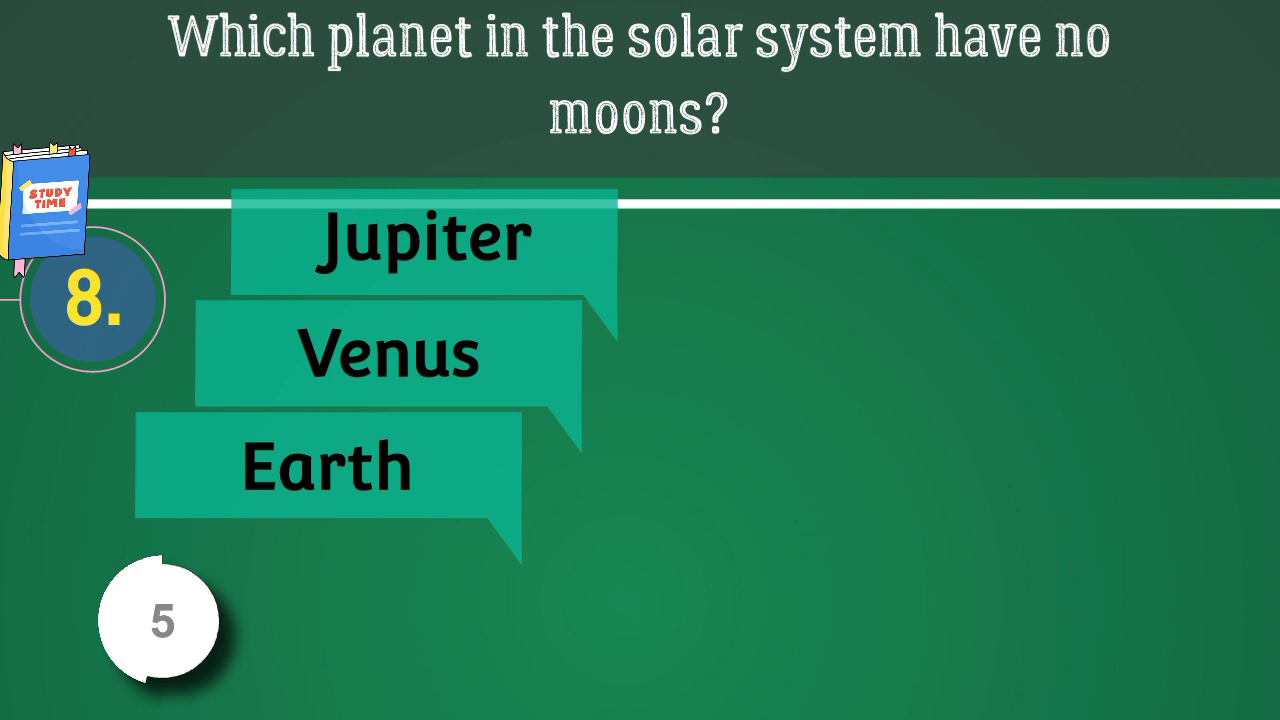 Which planet in the solar system have no
moons?
STUDY
TIME
Jupiter
8.
Venus
Earth
5